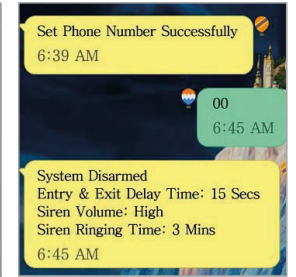 Set Phone Number Successfully
6:39 AM
00
6:45 AM
System Disarmed
Entry & Exit Delay Time: 15 Secs
Siren Volume: High
Siren Ringing Time: 3 Mins
6:45 AM